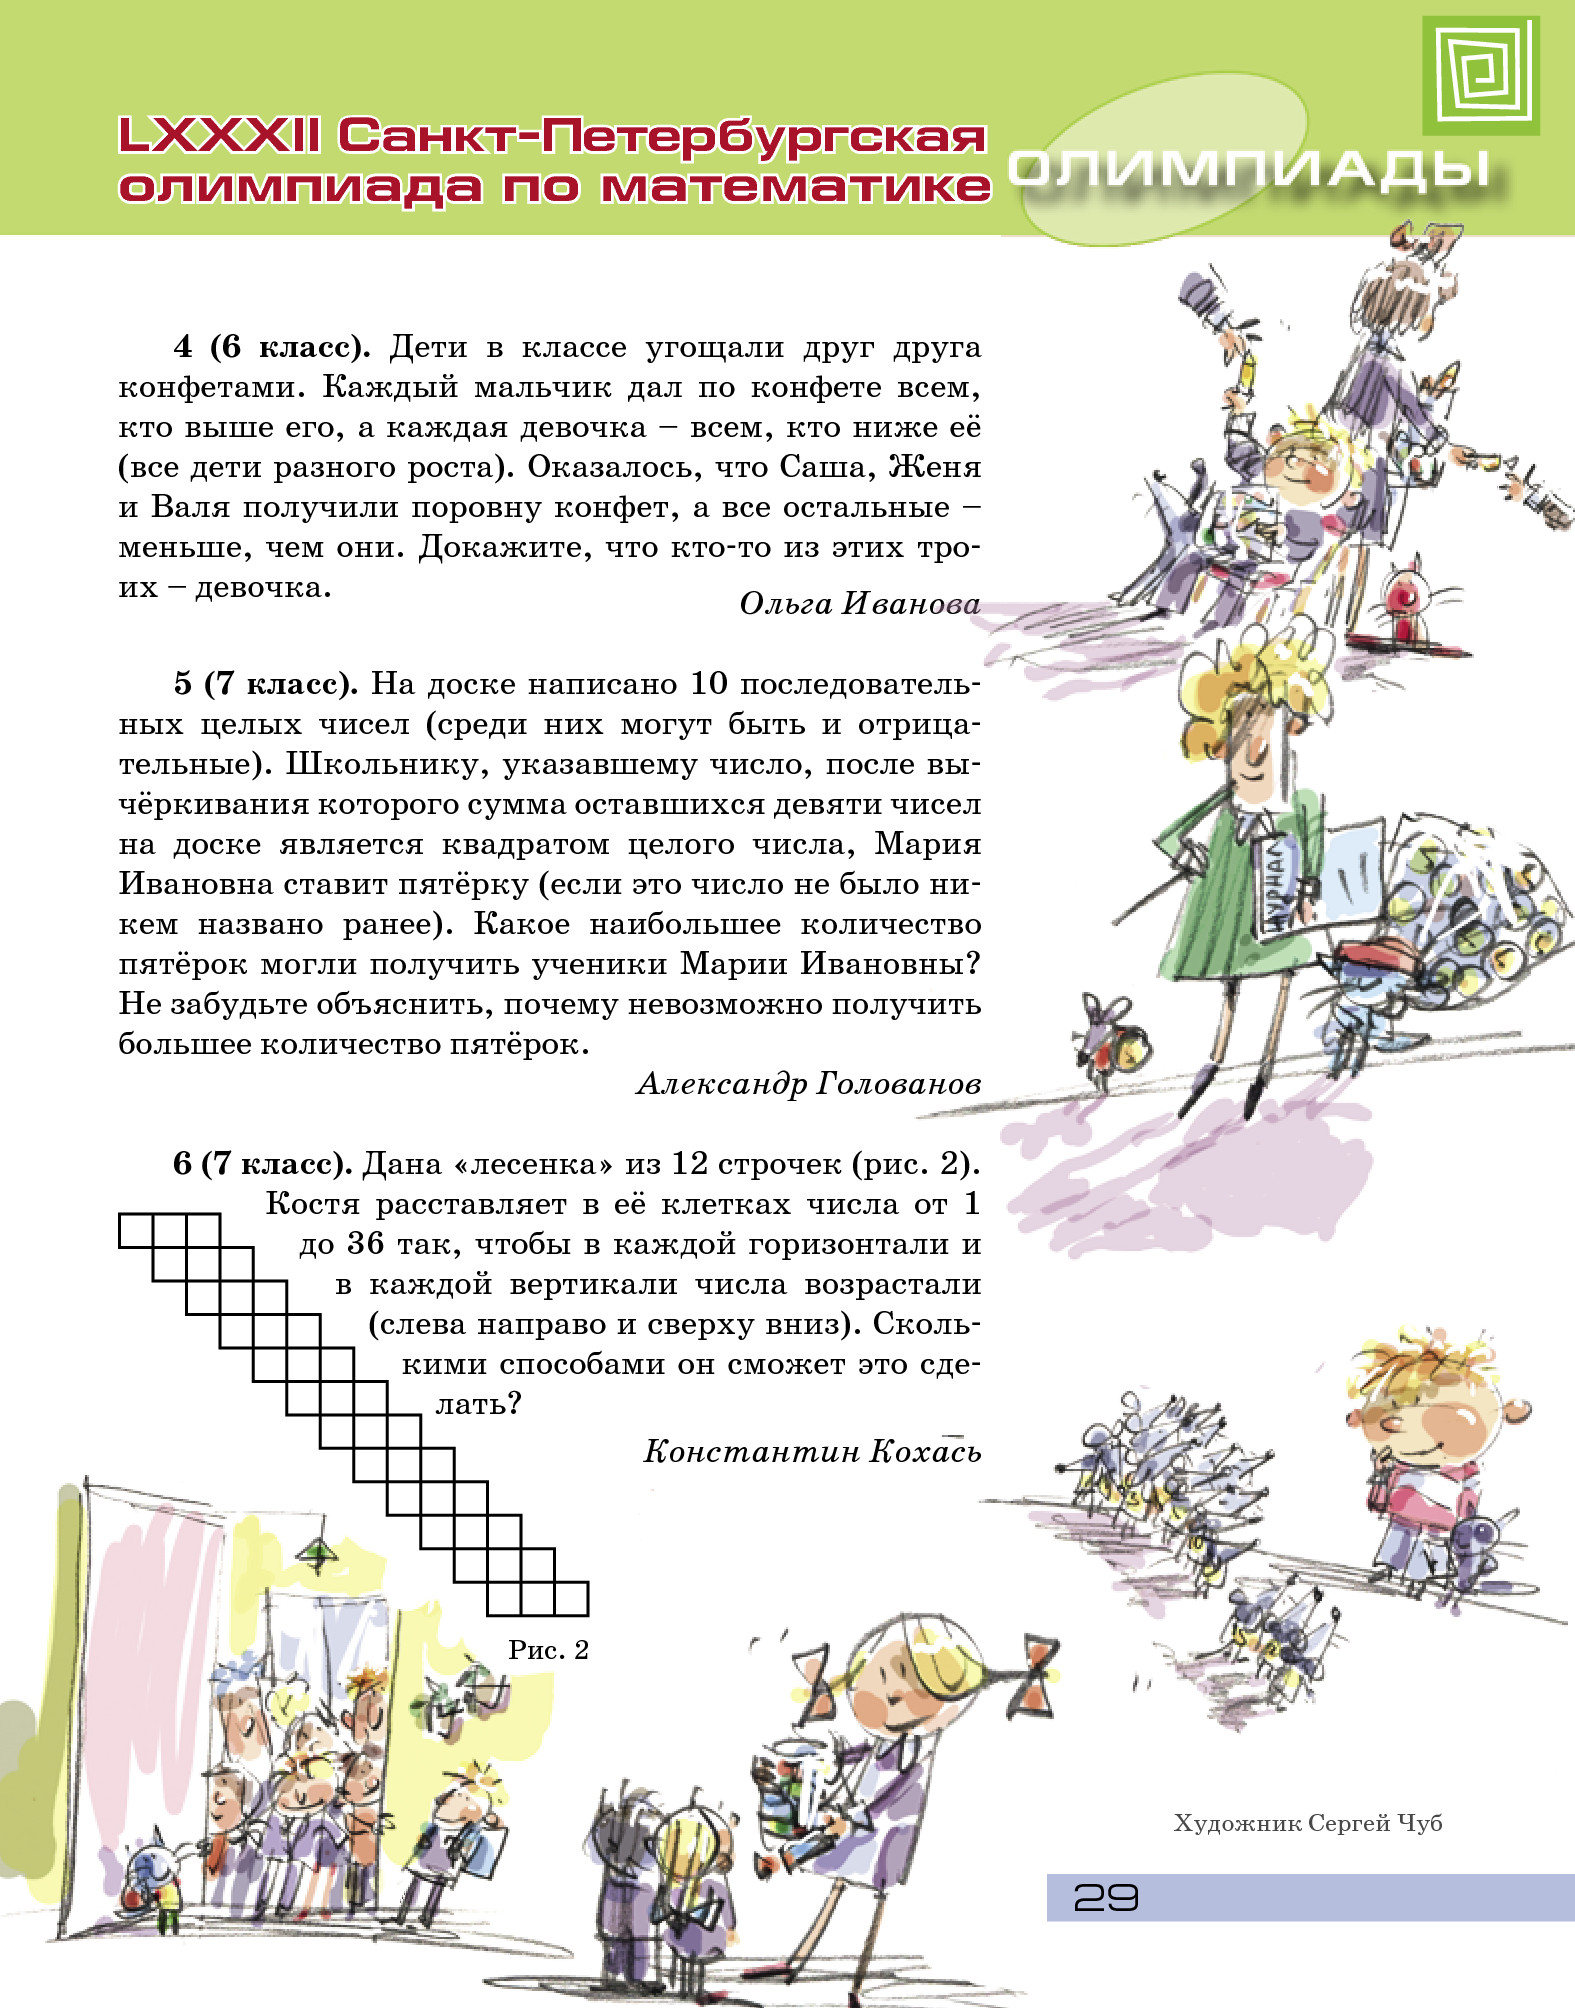 LXXXII Санкт-Петербургская
олимпиада по математике
ОЛИМПИАДЫ
4 (6 класс). Дети в классе угощали друг друга
конфетами. Каждый мальчик дал по конфете всем,
кто выше его, а каждая девочка – всем, кто ниже её
(все дети разного роста). Оказалось, что Саша, Женя
и Валя получили поровну конфет, а все остальные –
меньше, чем они. Докажите, что кто-то из этих тро-
их – девочка.
Ольга Иванова
5 (7 класс). На доске написано 10 последователь-
ных целых чисел (среди них могут быть и отрица-
тельные). Школьнику, указавшему число, после вы-
чёркивания которого сумма оставшихся девяти чисел
на доске является квадратом целого числа, Мария
Ивановна ставит пятёрку (если это число не было ни-
кем названо ранее). Какое наибольшее количество
пятёрок могли получить ученики Марии Ивановны?
Не забудьте объяснить, почему невозможно получить
большее количество пятёрок.
Александр Голованов
ЖУРНАЛ
6 (7 класс). Дана «лесенка» из 12 строчек (рис. 2).
Костя расставляет в её клетках числа от 1
до 36 так, чтобы в каждой горизонтали и
в каждой вертикали числа возрастали
(слева направо и сверху вниз). Сколь-
кими способами он сможет это сде-
лать?
Константин Кохась
Рис. 2
Художник Сергей Чуб
29